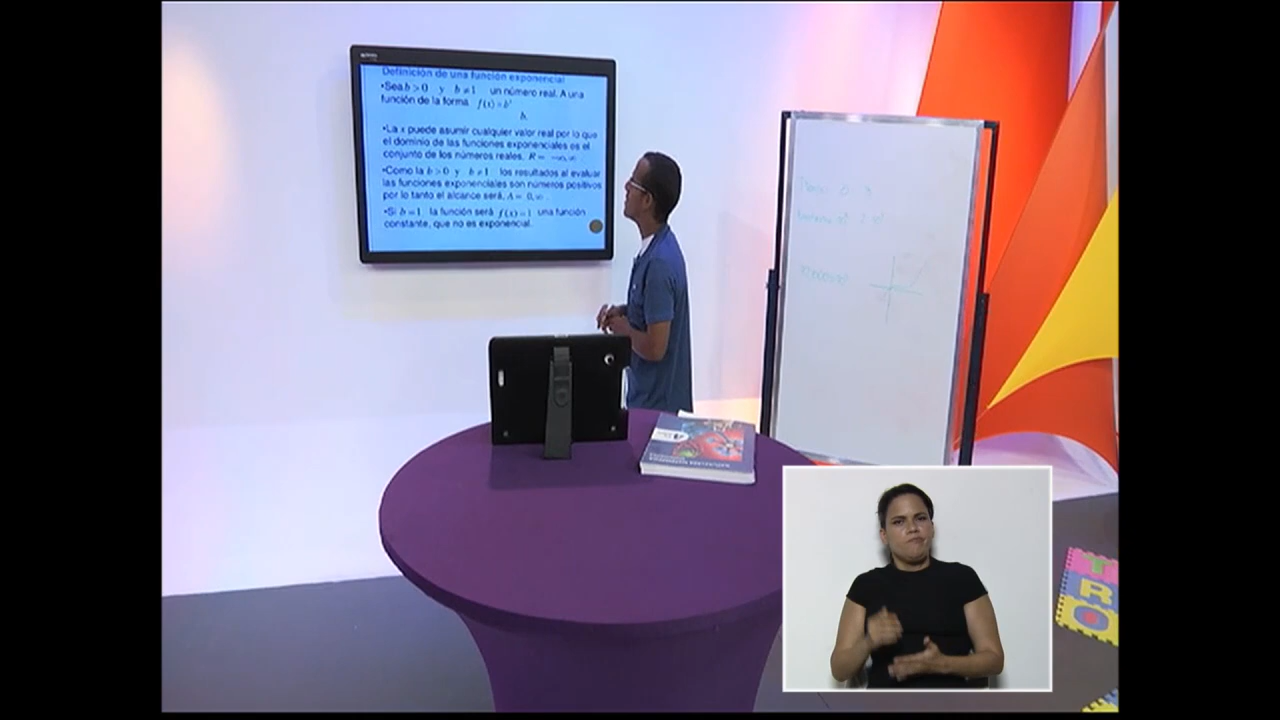 Definición de una función exponencial
•Sea b > 0 y b ≠ 1 un número real. A una
función de la forma f(x) = bˣ
b.
•La x puede asumir cualquier valor real por lo que
el dominio de las funciones exponenciales es el
conjunto de los números reales. R = -∞,∞
•Como la b > 0 y b ≠ 1 los resultados al evaluar
las funciones exponenciales son números positivos
por lo tanto el alcance será, A = 0,∞ .
•Si b = 1, la función será f(x) = 1 una función
constante, que no es exponencial.
Y
R
O